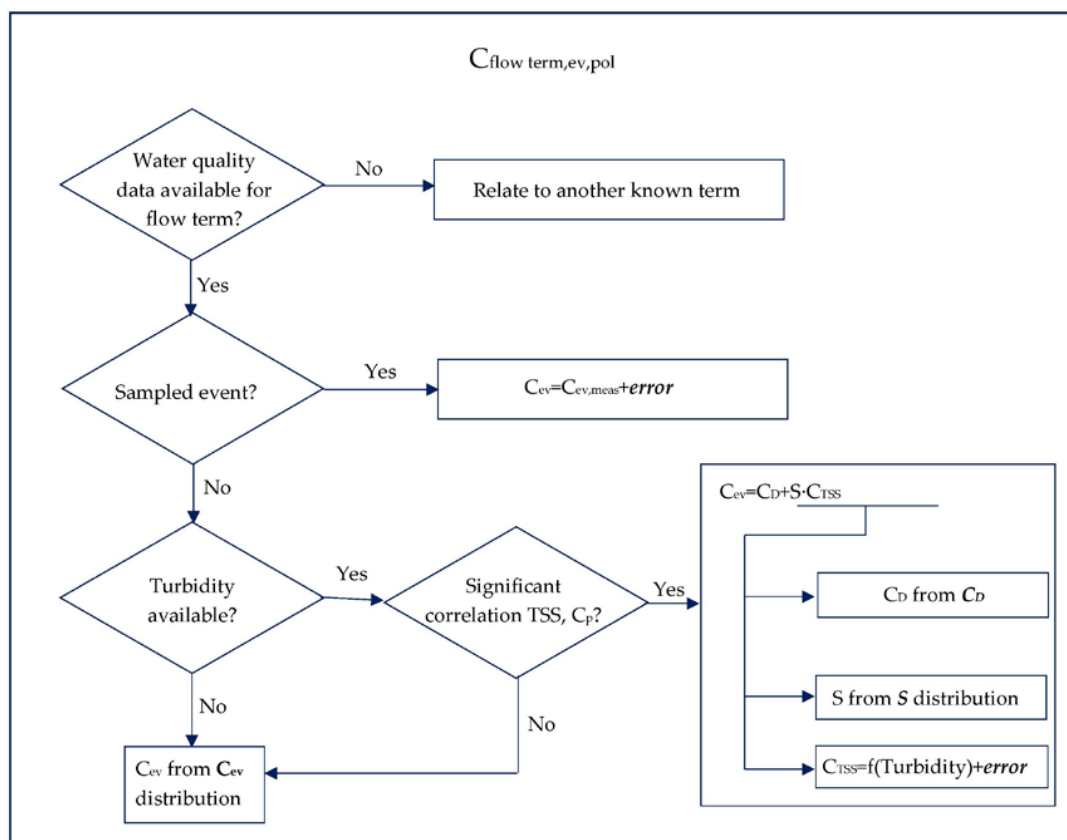 Cflow term,ev,pol
Water quality
data available for
flow term?
No
Relate to another known term
Yes
Sampled event?
Yes
Cev=Cev,meas+error
No
Turbidity
available?
Yes
Significant
correlation TSS, CP?
Yes
Cev=CD+S·CTSS
CD from CD
S from S distribution
CTSS=f(Turbidity)+error
No
No
Cev from Cev
distribution